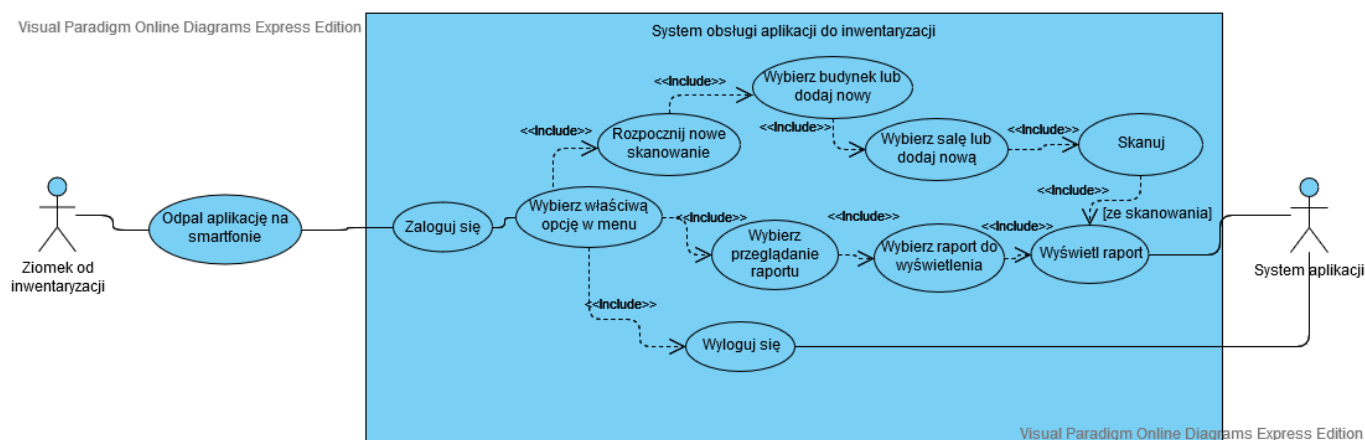 Visual Paradigm Online Diagrams Express Edition
System obsługi aplikacji do inwentaryzacji
<<Include>>
Wybierz budynek lub
dodaj nowy
<<Include>>
Rozpocznij nowe
skanowanie
<<Include>>
Wybierz salę lub
dodaj nową
<<Include>>
Skanuj
Ziomek od
inwentaryzacji
Odpal aplikację na
smartfonie
Zaloguj się
Wybierz właściwą
opcję w menu
<<Include>>
Wybierz
przeglądanie
raportu
<<Include>>
Wybierz raport do
wyświetlenia
<<Include>>
<<Include>>
[ze skanowania]
Wyświetl raport
System aplikacji
<<Include>>
Wyloguj się
Visual Paradigm Online Diagrams Express Edition